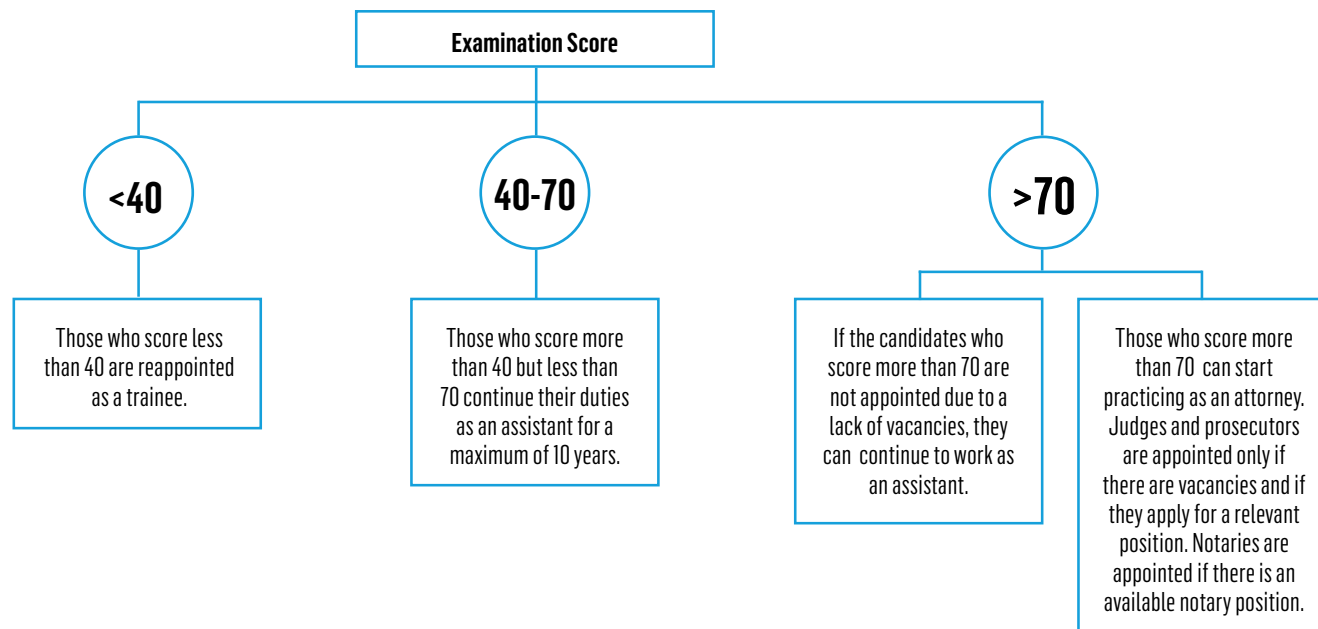 Examination Score
<40
40-70
>70
Those who score less
than 40 are reappointed
as a trainee.
Those who score more
than 40 but less than
70 continue their duties
as an assistant for a
maximum of 10 years.
If the candidates who
score more than 70 are
not appointed due to a
lack of vacancies, they
can continue to work as
an assistant.
Those who score more
than 70 can start
practicing as an attorney.
Judges and prosecutors
are appointed only if
there are vacancies and if
they apply for a relevant
position. Notaries are
appointed if there is an
available notary position.